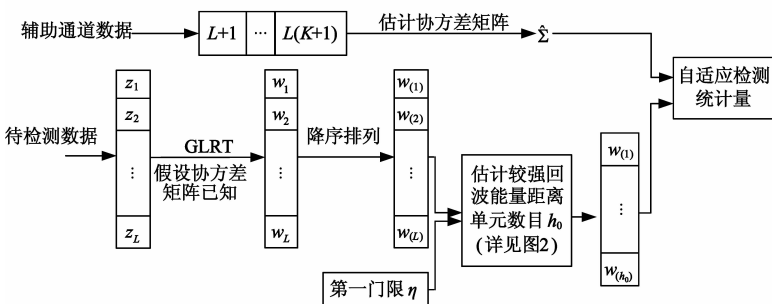 辅助通道数据
L+1 ··· L(K+1)
估计协方差矩阵
Σ̂
自适应检测
统计量
待检测数据
z1
z2
⋮
zL
GLRT
假设协方差
矩阵已知
w1
w2
⋮
wL
降序排列
w(1)
w(2)
⋮
w(L)
估计较强回
波能量距离
单元数目 h0
(详见图2)
第一门限 η
w(1)
⋮
w(h0)